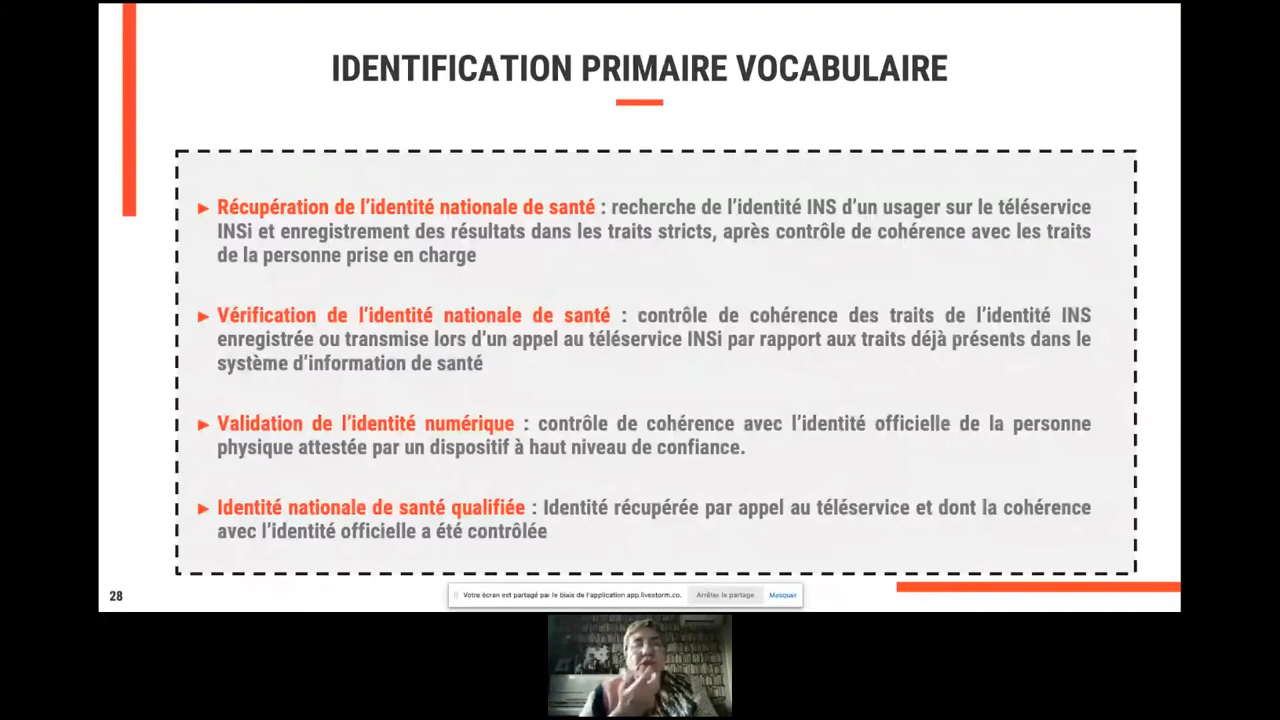 IDENTIFICATION PRIMAIRE VOCABULAIRE
► Récupération de l’identité nationale de santé : recherche de l’identité INS d’un usager sur le téléservice
INSi et enregistrement des résultats dans les traits stricts, après contrôle de cohérence avec les traits
de la personne prise en charge
► Vérification de l’identité nationale de santé : contrôle de cohérence des traits de l’identité INS
enregistrée ou transmise lors d’un appel au téléservice INSi par rapport aux traits déjà présents dans le
système d’information de santé
► Validation de l’identité numérique : contrôle de cohérence avec l’identité officielle de la personne
physique attestée par un dispositif à haut niveau de confiance.
► Identité nationale de santé qualifiée : Identité récupérée par appel au téléservice et dont la cohérence
avec l’identité officielle a été contrôlée
28
Votre écran est partagé par le biais de l’application app.livestorm.co. Arrêter le partage Masquer